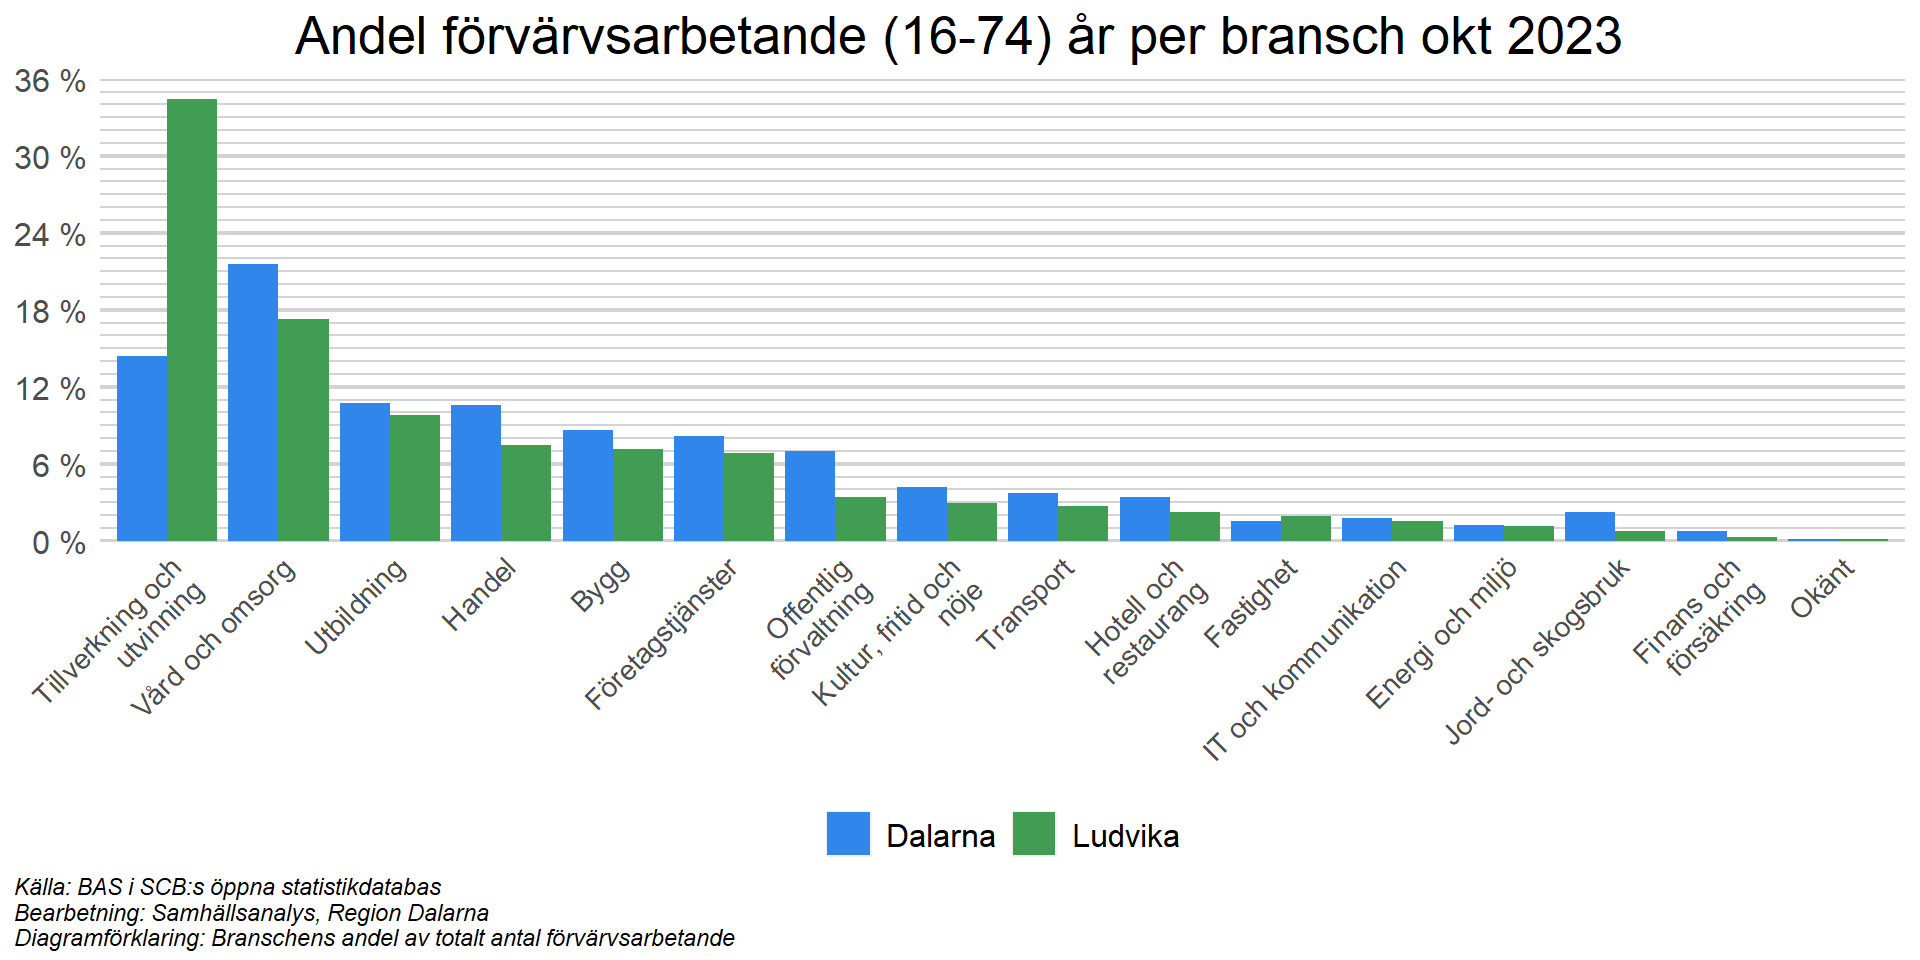 Andel förvärvsarbetande (16-74) år per bransch okt 2023
36 %
30 %
24 %
18 %
12 %
6 %
0 %
Tillverkning och
utvinning
Vård och omsorg
Utbildning
Handel
Bygg
Företagstjänster
Offentlig
förvaltning
Kultur, fritid och
nöje
Transport
Hotell och
restaurang
Fastighet
IT och kommunikation
Energi och miljö
Jord- och skogsbruk
Finans och
försäkring
Okänt
Dalarna
Ludvika
Källa: BAS i SCB:s öppna statistikdatabas
Bearbetning: Samhällsanalys, Region Dalarna
Diagramförklaring: Branschens andel av totalt antal förvärvsarbetande